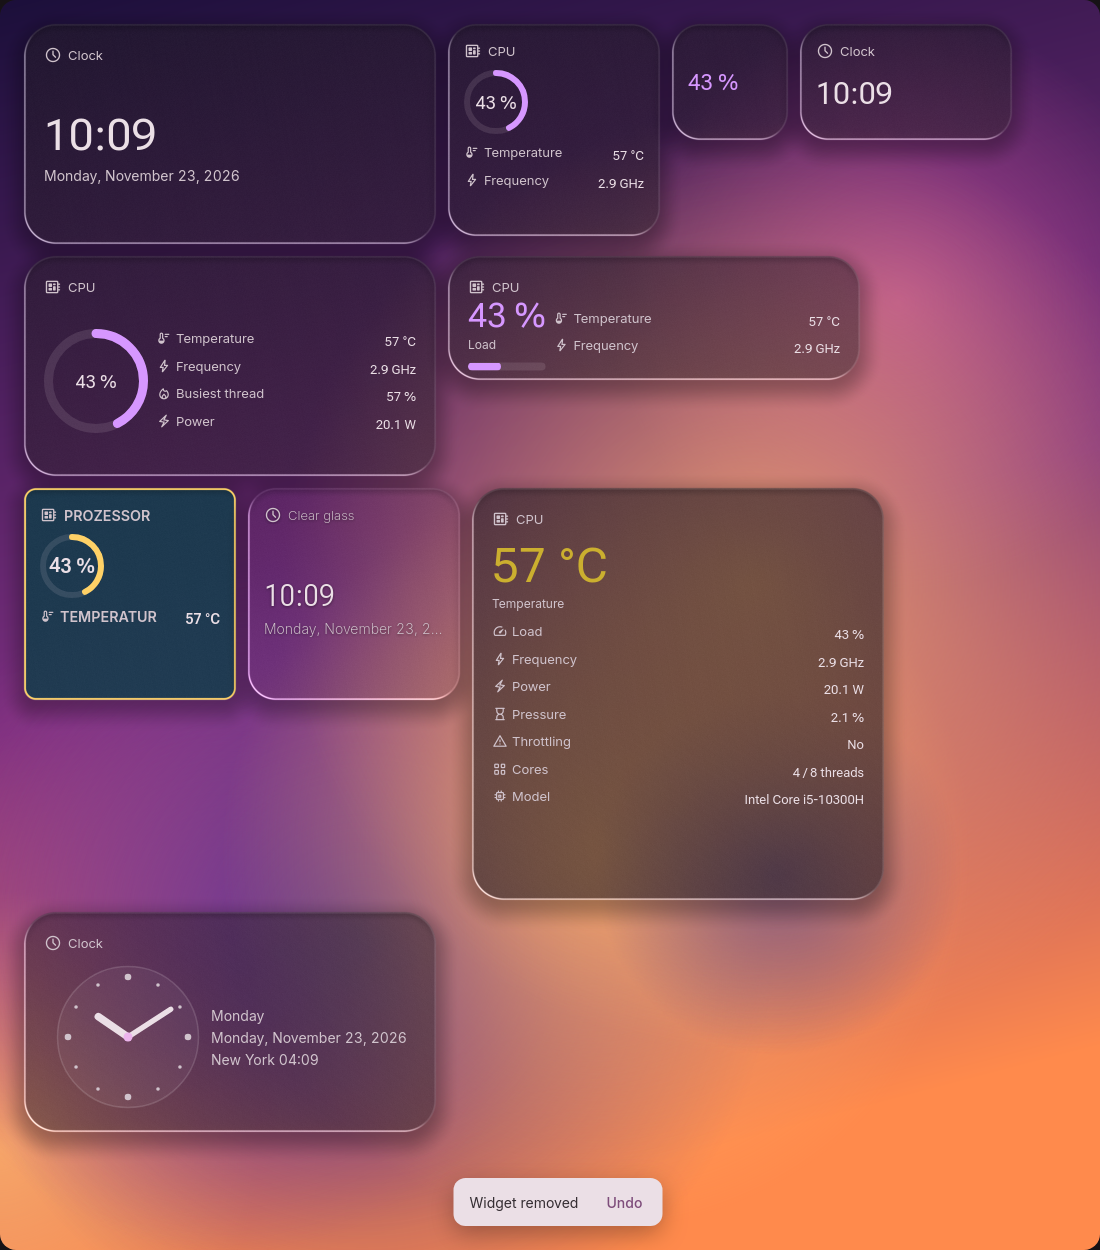 Clock
10:09
Monday, November 23, 2026
CPU
43 %
Temperature 57 °C
Frequency 2.9 GHz
43 %
Clock
10:09
CPU
43 %
Temperature 57 °C
Frequency 2.9 GHz
Busiest thread 57 %
Power 20.1 W
CPU
43 %
Load
Temperature 57 °C
Frequency 2.9 GHz
PROZESSOR
43 %
TEMPERATUR 57 °C
Clear glass
10:09
Monday, November 23, 2...
CPU
57 °C
Temperature
Load 43 %
Frequency 2.9 GHz
Power 20.1 W
Pressure 2.1 %
Throttling No
Cores 4 / 8 threads
Model Intel Core i5-10300H
Clock
Monday
Monday, November 23, 2026
New York 04:09
Widget removed Undo